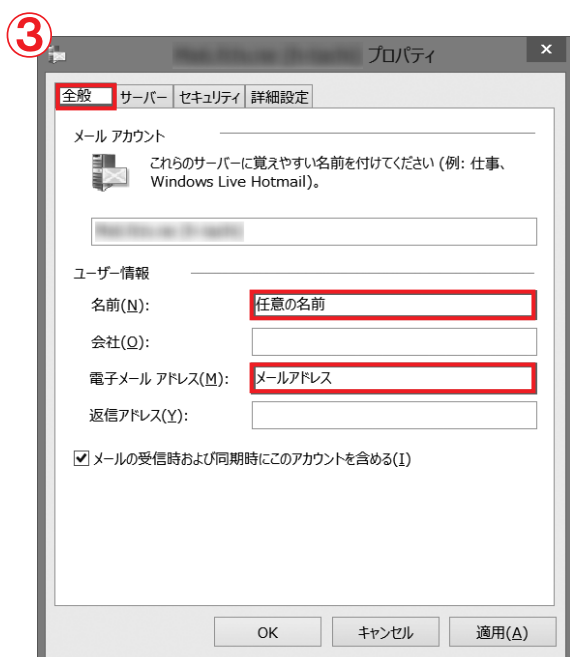 ③
プロパティ
全般 サーバー セキュリティ 詳細設定
メール アカウント
これらのサーバーに覚えやすい名前を付けてください (例: 仕事、
Windows Live Hotmail)。
ユーザー情報
名前(N): 任意の名前
会社(O):
電子メール アドレス(M): メールアドレス
返信アドレス(Y):
メールの受信時および同期時にこのアカウントを含める(I)
OK キャンセル 適用(A)